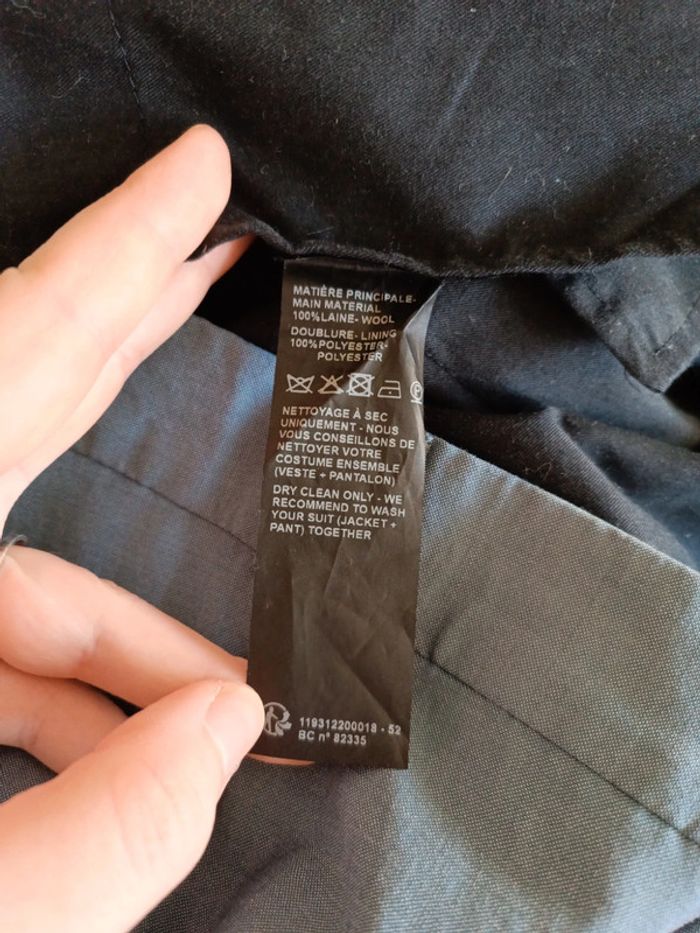 MATIÈRE PRINCIPALE-
MAIN MATERIAL
100%LAINE- WOOL
DOUBLURE- LINING
100%POLYESTER-
POLYESTER
P
NETTOYAGE À SEC
UNIQUEMENT - NOUS
VOUS CONSEILLONS DE
NETTOYER VOTRE
COSTUME ENSEMBLE
(VESTE + PANTALON)
DRY CLEAN ONLY - WE
RECOMMEND TO WASH
YOUR SUIT (JACKET +
PANT) TOGETHER
119312200018 - 52
BC n° 82335